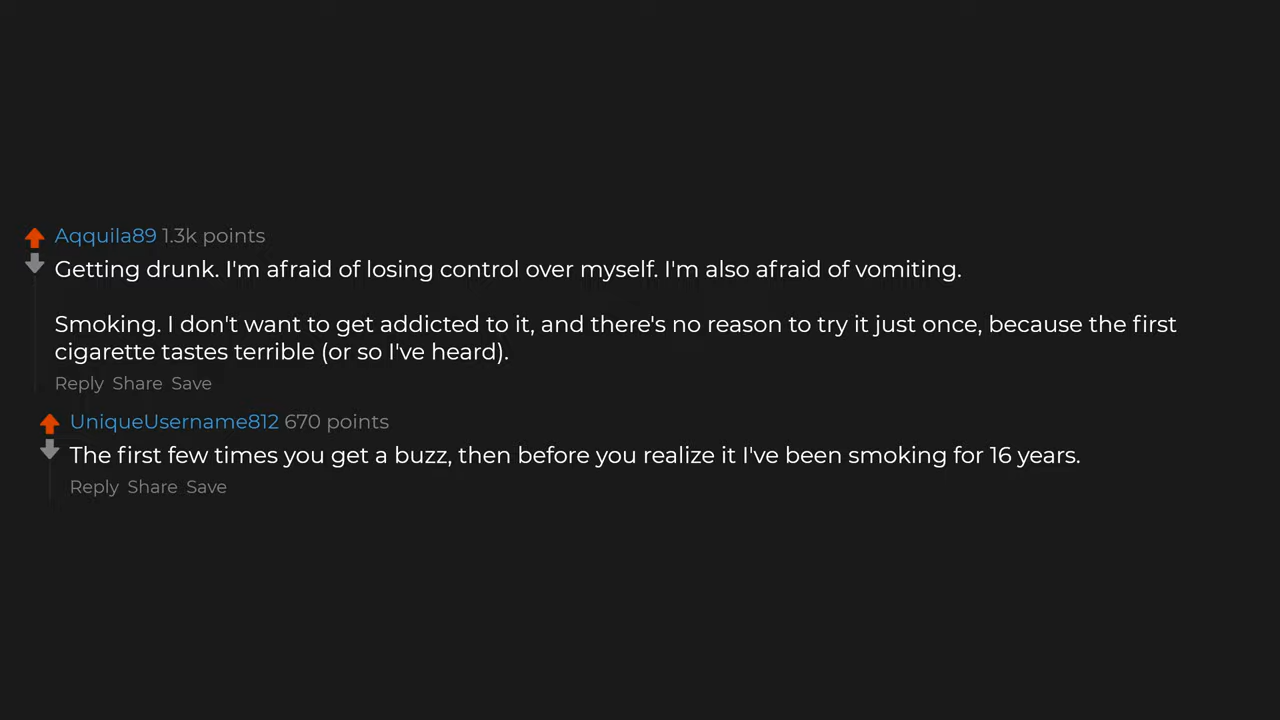 Aqquila89 1.3k points
Getting drunk. I'm afraid of losing control over myself. I'm also afraid of vomiting.
Smoking. I don't want to get addicted to it, and there's no reason to try it just once, because the first
cigarette tastes terrible (or so I've heard).
Reply Share Save
UniqueUsername812 670 points
The first few times you get a buzz, then before you realize it I've been smoking for 16 years.
Reply Share Save